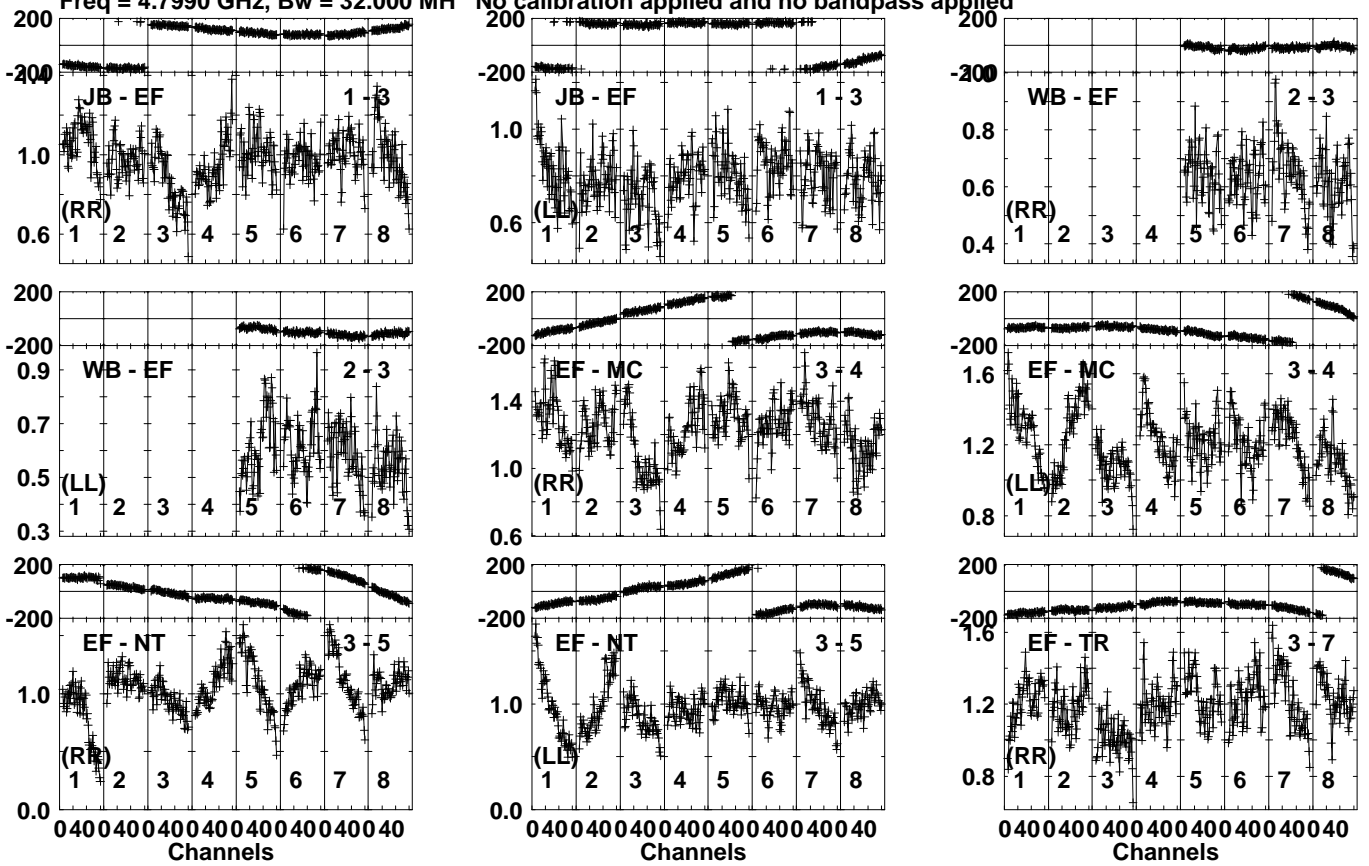 Freq = 4.7990 GHz, Bw = 32.000 MH No calibration applied and no bandpass applied
200 200 200
-200 -200 -200
1.4 1.0
JB - EF 1 - 3 JB - EF 1 - 3 WB - EF 2 - 3
1.0 1.0 0.8
0.6 0.6 0.6
0.4
(RR) (LL) (RR)
1 2 3 4 5 6 7 8 1 2 3 4 5 6 7 8 1 2 3 4 5 6 7 8
200 200 200
-200 -200 -200
WB - EF 2 - 3 EF - MC 3 - 4 EF - MC 3 - 4
0.9 1.4 1.6
0.7 1.0 1.2
0.5 0.6 0.8
0.3
(LL) (RR) (LL)
1 2 3 4 5 6 7 8 1 2 3 4 5 6 7 8 1 2 3 4 5 6 7 8
200 200 200
-200 -200 -200
1.6
EF - NT 3 - 5 EF - NT 3 - 5 EF - TR 3 - 7
1.0 1.0 1.2
0.8
(RR) (LL) (RR)
1 2 3 4 5 6 7 8 1 2 3 4 5 6 7 8 1 2 3 4 5 6 7 8
0.0 0.0
0 40 0 40 0 40 0 40 0 40 0 40 0 40 0 40 0 40 0 40 0 40 0 40 0 40 0 40 0 40 0 40 0 40 0 40 0 40 0 40 0 40 0 40 0 40 0 40
Channels Channels Channels